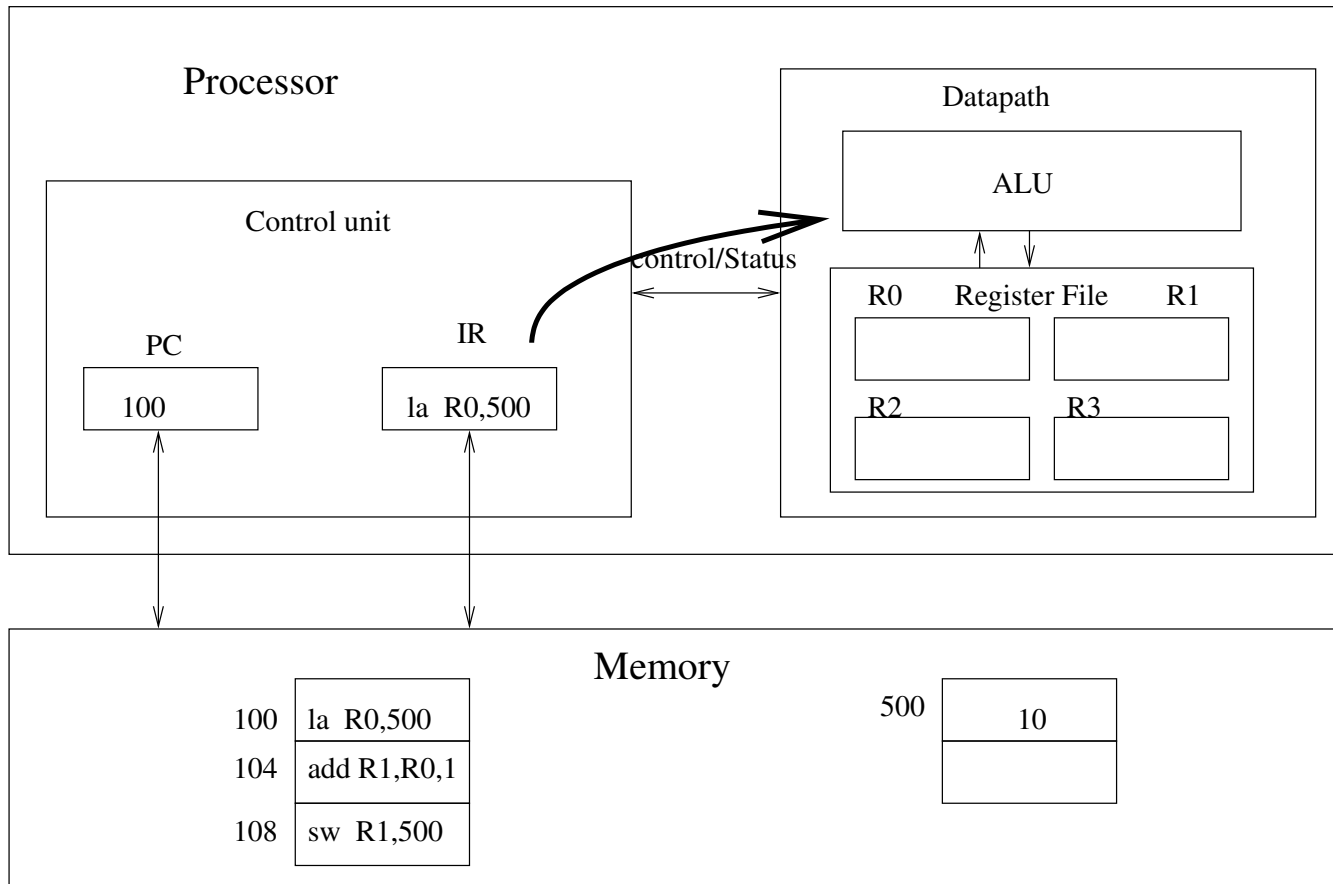 Processor
Datapath
ALU
Control unit
control/Status
R0 Register File R1
PC
IR
100
la R0,500
R2
R3
Memory
100 la R0,500
104 add R1,R0,1
108 sw R1,500
500 10